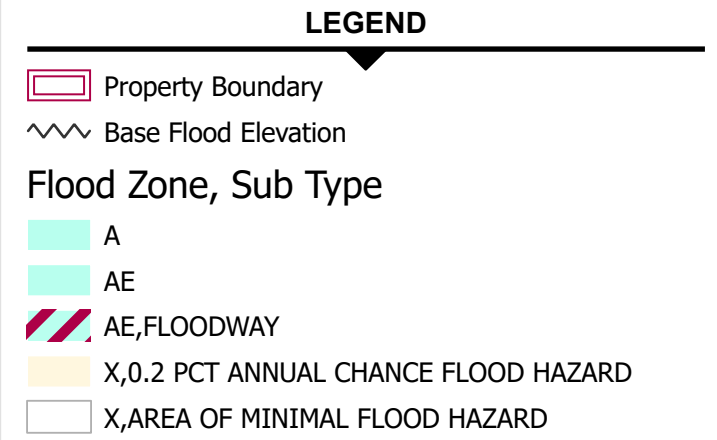 LEGEND
Property Boundary
Base Flood Elevation
Flood Zone, Sub Type
A
AE
AE,FLOODWAY
X,0.2 PCT ANNUAL CHANCE FLOOD HAZARD
X,AREA OF MINIMAL FLOOD HAZARD